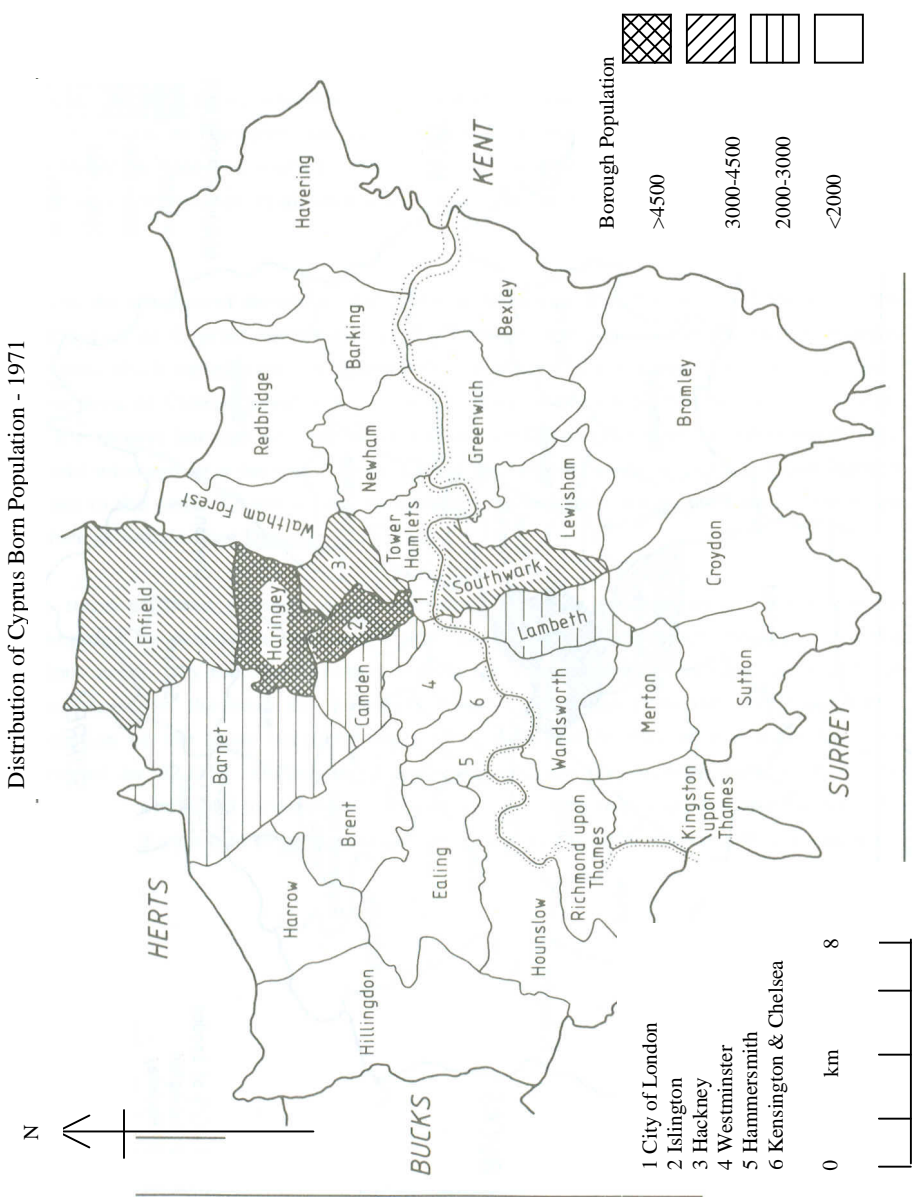 Distribution of Cyprus Born Population - 1971
N
HERTS
BUCKS
KENT
SURREY
Enfield
Barnet
Haringey
Waltham Forest
Redbridge
Havering
Harrow
Brent
Camden
Hillingdon
Ealing
Newham
Barking
Tower
Hamlets
1
2
3
4
5
6
Hounslow
Richmond upon
Thames
Wandsworth
Lambeth
Southwark
Lewisham
Greenwich
Bexley
Kingston
upon
Thames
Merton
Sutton
Croydon
Bromley
1 City of London
2 Islington
3 Hackney
4 Westminster
5 Hammersmith
6 Kensington & Chelsea
0 km 8
Borough Population
>4500
3000-4500
2000-3000
<2000